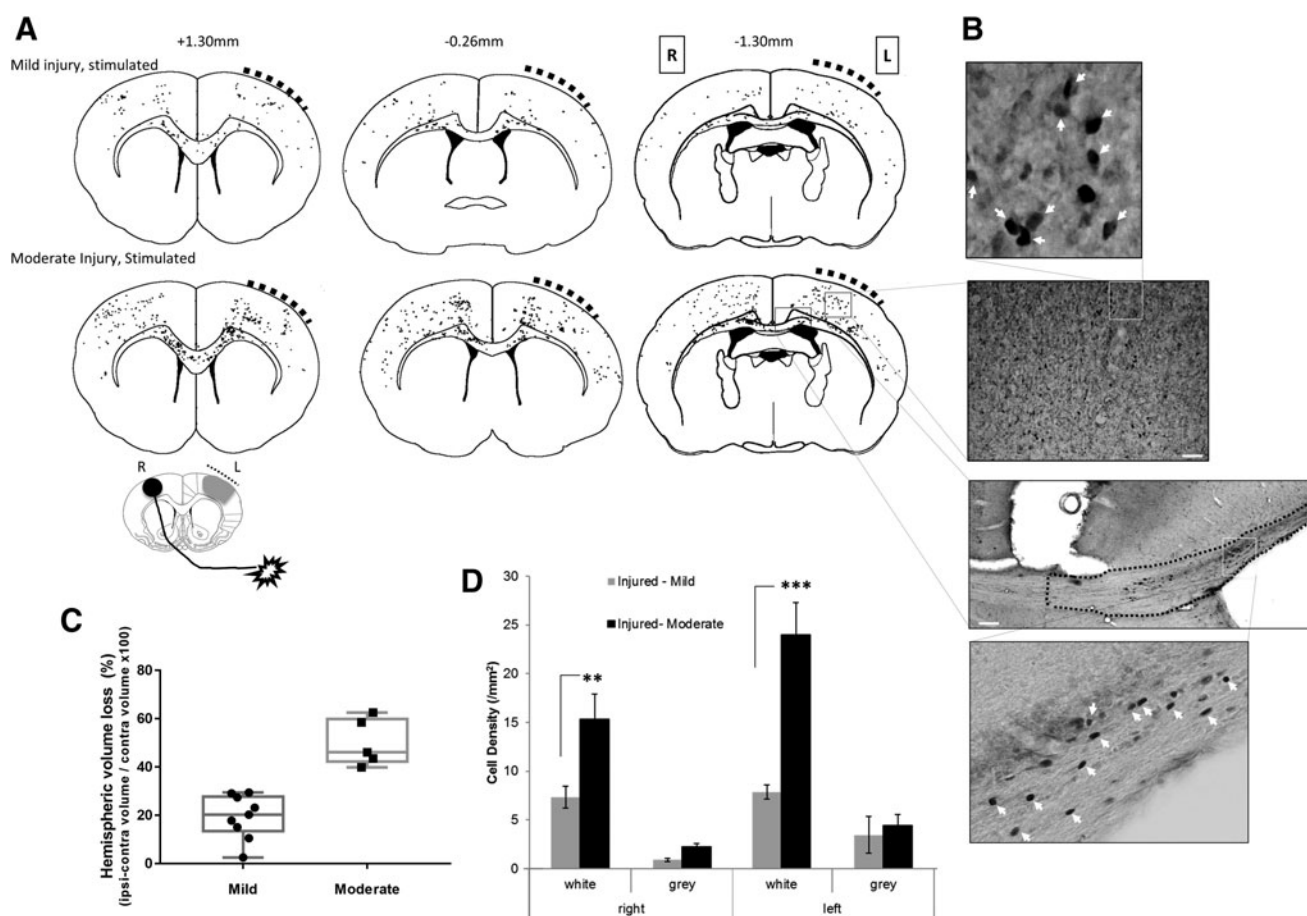 A
B
+1.30mm
-0.26mm
-1.30mm
R
L
Mild injury, stimulated
Moderate Injury, Stimulated
R
L
C
Hemispheric volume loss (%)
(ipsi-contra volume / contra volume x100)
80
60
40
20
0
Mild
Moderate
D
Cell Density (/mm²)
30
25
20
15
10
5
0
Injured - Mild
Injured- Moderate
**
***
white
grey
white
grey
right
left